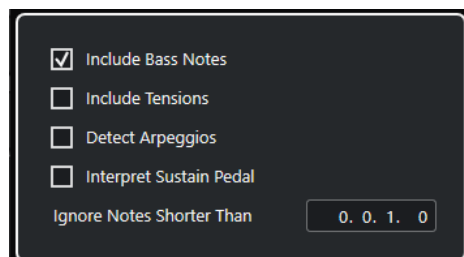 Include Bass Notes
Include Tensions
Detect Arpeggios
Interpret Sustain Pedal
Ignore Notes Shorter Than 0. 0. 1. 0